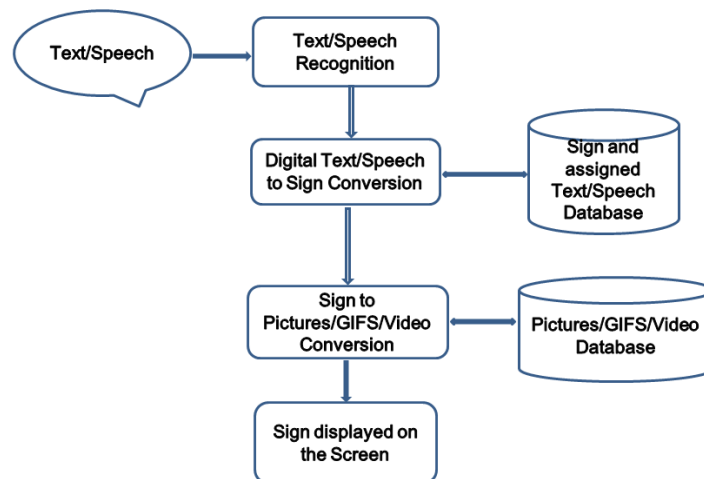 Text/Speech
Text/Speech
Recognition
Digital Text/Speech
to Sign Conversion
Sign and
assigned
Text/Speech
Database
Sign to
Pictures/GIFS/Video
Conversion
Pictures/GIFS/Video
Database
Sign displayed on
the Screen